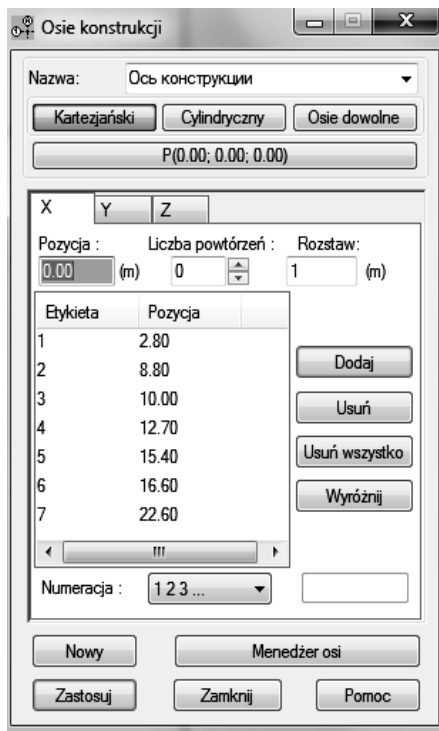 Osie konstrukcji
Nazwa: Ось конструкции
Kartezjański Cylindryczny Osie dowolne
P(0.00; 0.00; 0.00)
X Y Z
Pozycja : Liczba powtórzeń : Rozstaw:
0.00 (m) 0 1 (m)
Etykieta Pozycja
1 2.80
2 8.80
3 10.00
4 12.70
5 15.40
6 16.60
7 22.60
Dodaj
Usuń
Usuń wszystko
Wyróżnij
Numeracja : 1 2 3 ...
Nowy Menedżer osi
Zastosuj Zamknij Pomoc